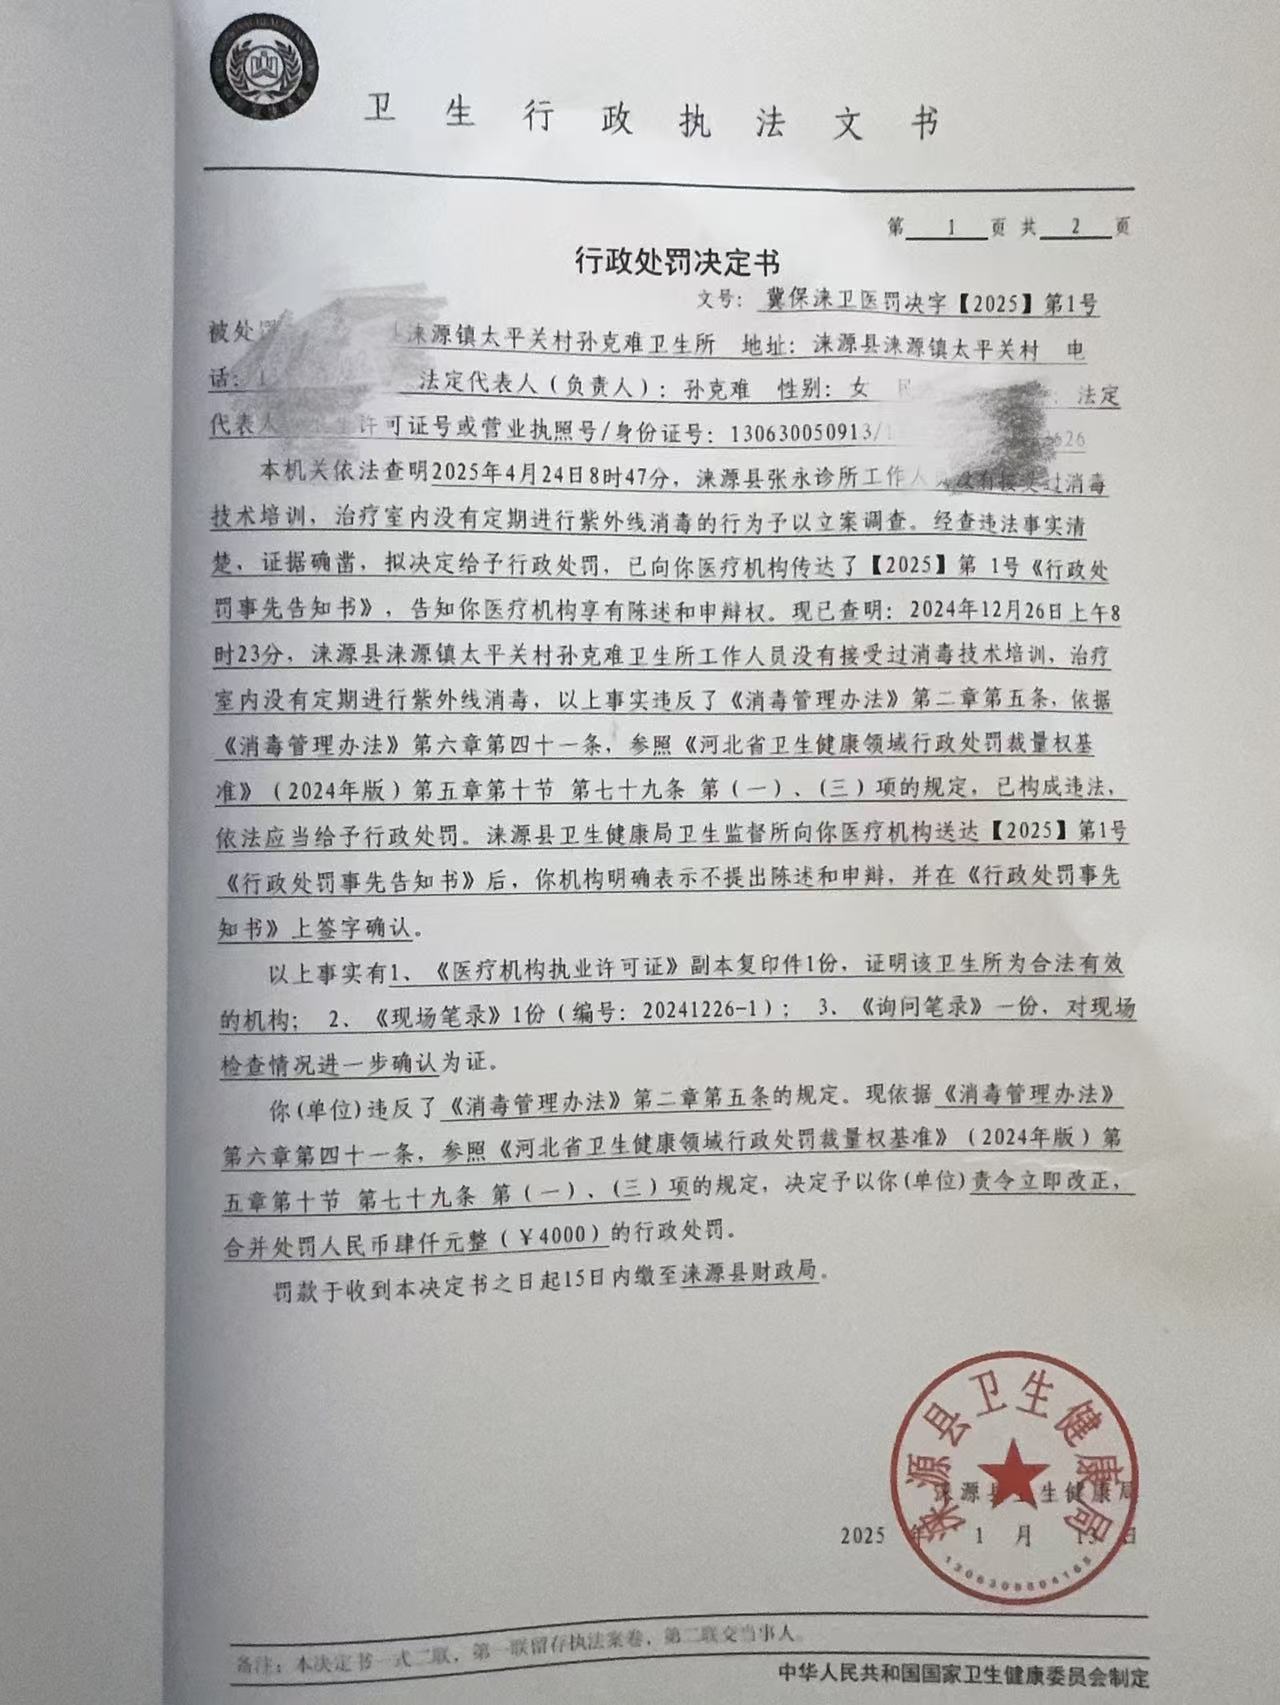 卫生行政执法文书
第 1 页 共 2 页
行政处罚决定书
文号：冀保涞卫医罚决字【2025】第1号
被处 涞源镇太平关村孙克难卫生所 地址：涞源县涞源镇太平关村 电
话：1 法定代表人（负责人）：孙克难 性别：女 法定
代表人 许可证号或营业执照号/身份证号：130630050913/ 2626
本机关依法查明2025年4月24日8时47分，涞源县张永诊所工作人员没有接受过消毒
技术培训，治疗室内没有定期进行紫外线消毒的行为予以立案调查。经查违法事实清
楚，证据确凿，拟决定给予行政处罚，已向你医疗机构传达了【2025】第 1号《行政处
罚事先告知书》，告知你医疗机构享有陈述和申辩权。现已查明：2024年12月26日上午8
时23分，涞源县涞源镇太平关村孙克难卫生所工作人员没有接受过消毒技术培训，治疗
室内没有定期进行紫外线消毒，以上事实违反了《消毒管理办法》第二章第五条，依据
《消毒管理办法》第六章第四十一条，参照《河北省卫生健康领域行政处罚裁量权基
准》（2024年版）第五章第十节 第七十九条 第（一）、（三）项的规定，已构成违法，
依法应当给予行政处罚。涞源县卫生健康局卫生监督所向你医疗机构送达【2025】第1号
《行政处罚事先告知书》后，你机构明确表示不提出陈述和申辩，并在《行政处罚事先
知书》上签字确认。
以上事实有1、《医疗机构执业许可证》副本复印件1份，证明该卫生所为合法有效
的机构； 2、《现场笔录》1份（编号：20241226-1）； 3、《询问笔录》一份，对现场
检查情况进一步确认为证。
你(单位)违反了《消毒管理办法》第二章第五条的规定。现依据《消毒管理办法》
第六章第四十一条，参照《河北省卫生健康领域行政处罚裁量权基准》（2024年版）第
五章第十节 第七十九条 第（一）、（三）项的规定，决定予以你(单位)责令立即改正，
合并处罚人民币肆仟元整（￥4000）的行政处罚。
罚款于收到本决定书之日起15日内缴至涞源县财政局。
涞源县卫生健康局
涞源县卫生健康局
2025 年 1 月 13 日
备注：本决定书一式二联，第一联留存执法案卷，第二联交当事人。
中华人民共和国国家卫生健康委员会制定